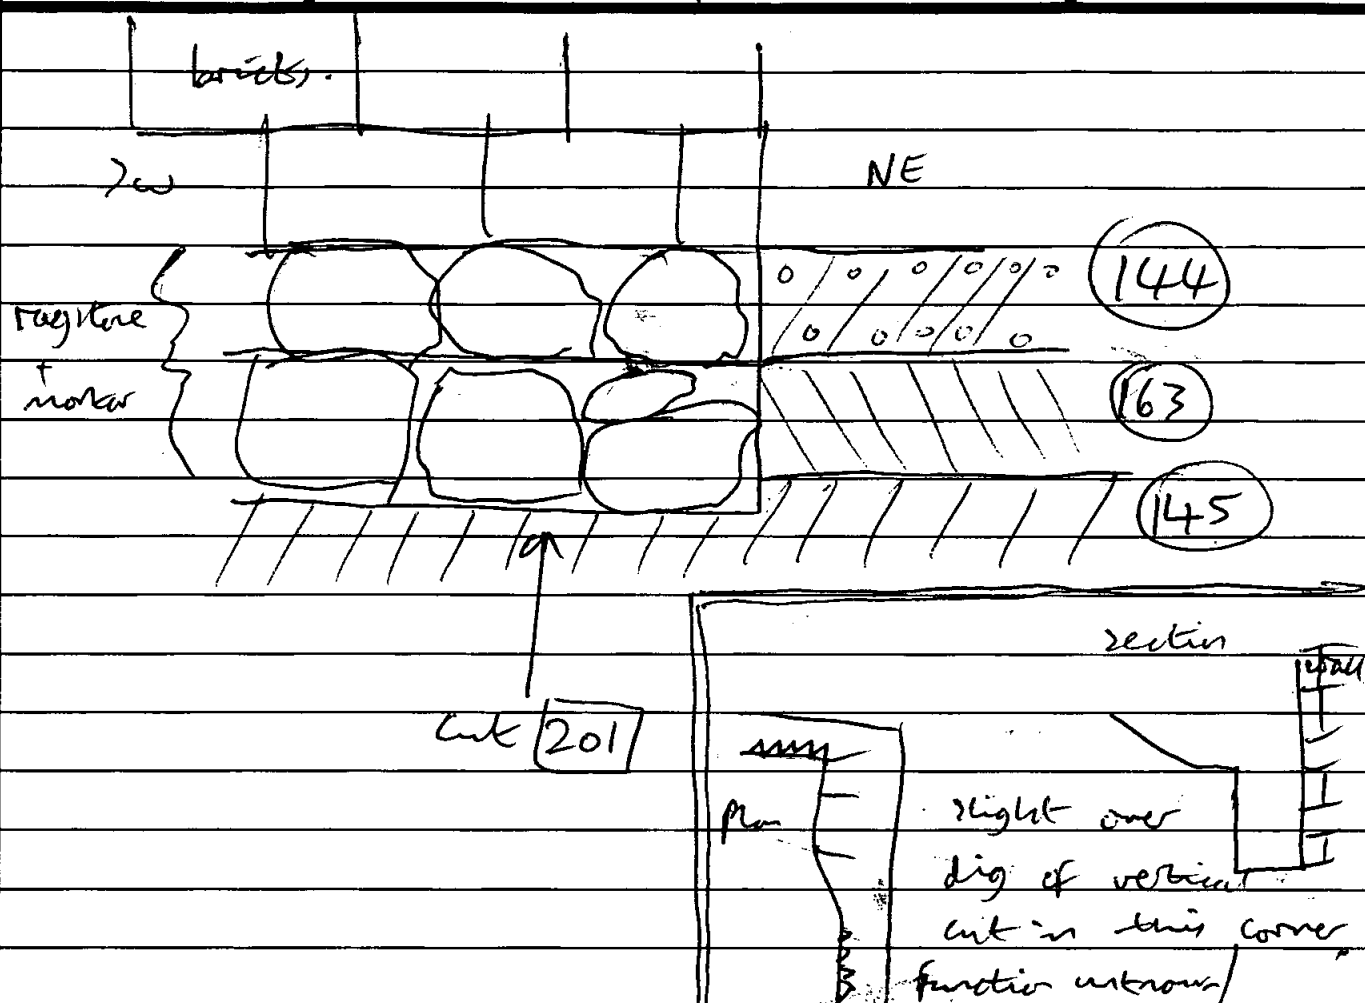 bricks.
SW
NE
144
ragstone
+
mortar
163
145
section
wall
cut 201
Plan
slight over
dig of vertical
cut in this corner
function unknown